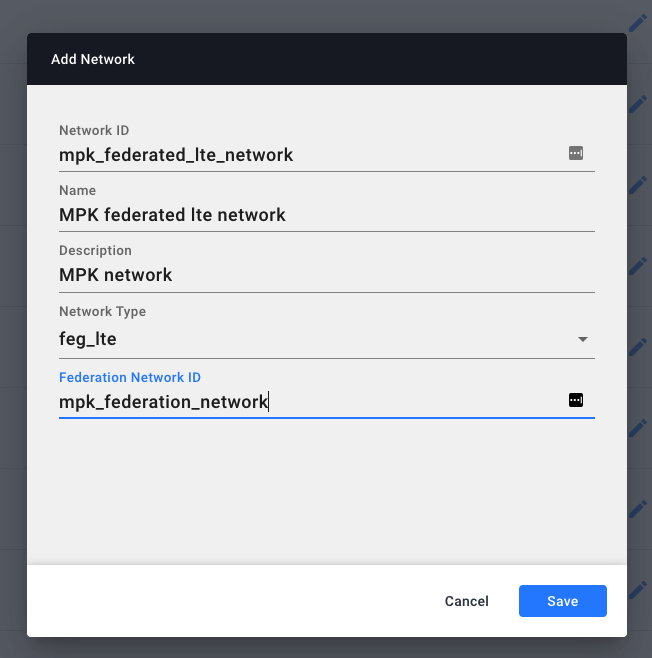 Add Network
Network ID
mpk_federated_lte_network
Name
MPK federated lte network
Description
MPK network
Network Type
feg_lte
Federation Network ID
mpk_federation_network
Cancel Save